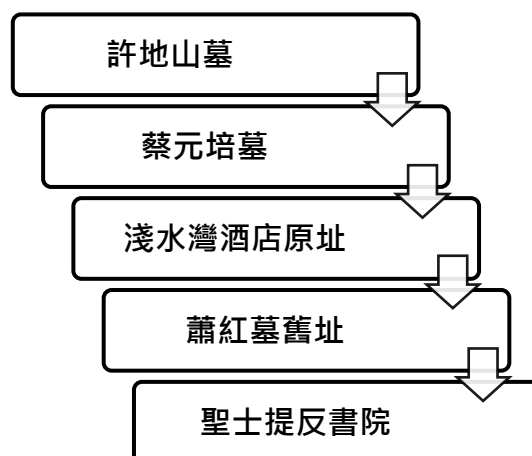 許地山墓
蔡元培墓
淺水灣酒店原址
蕭紅墓舊址
聖士提反書院